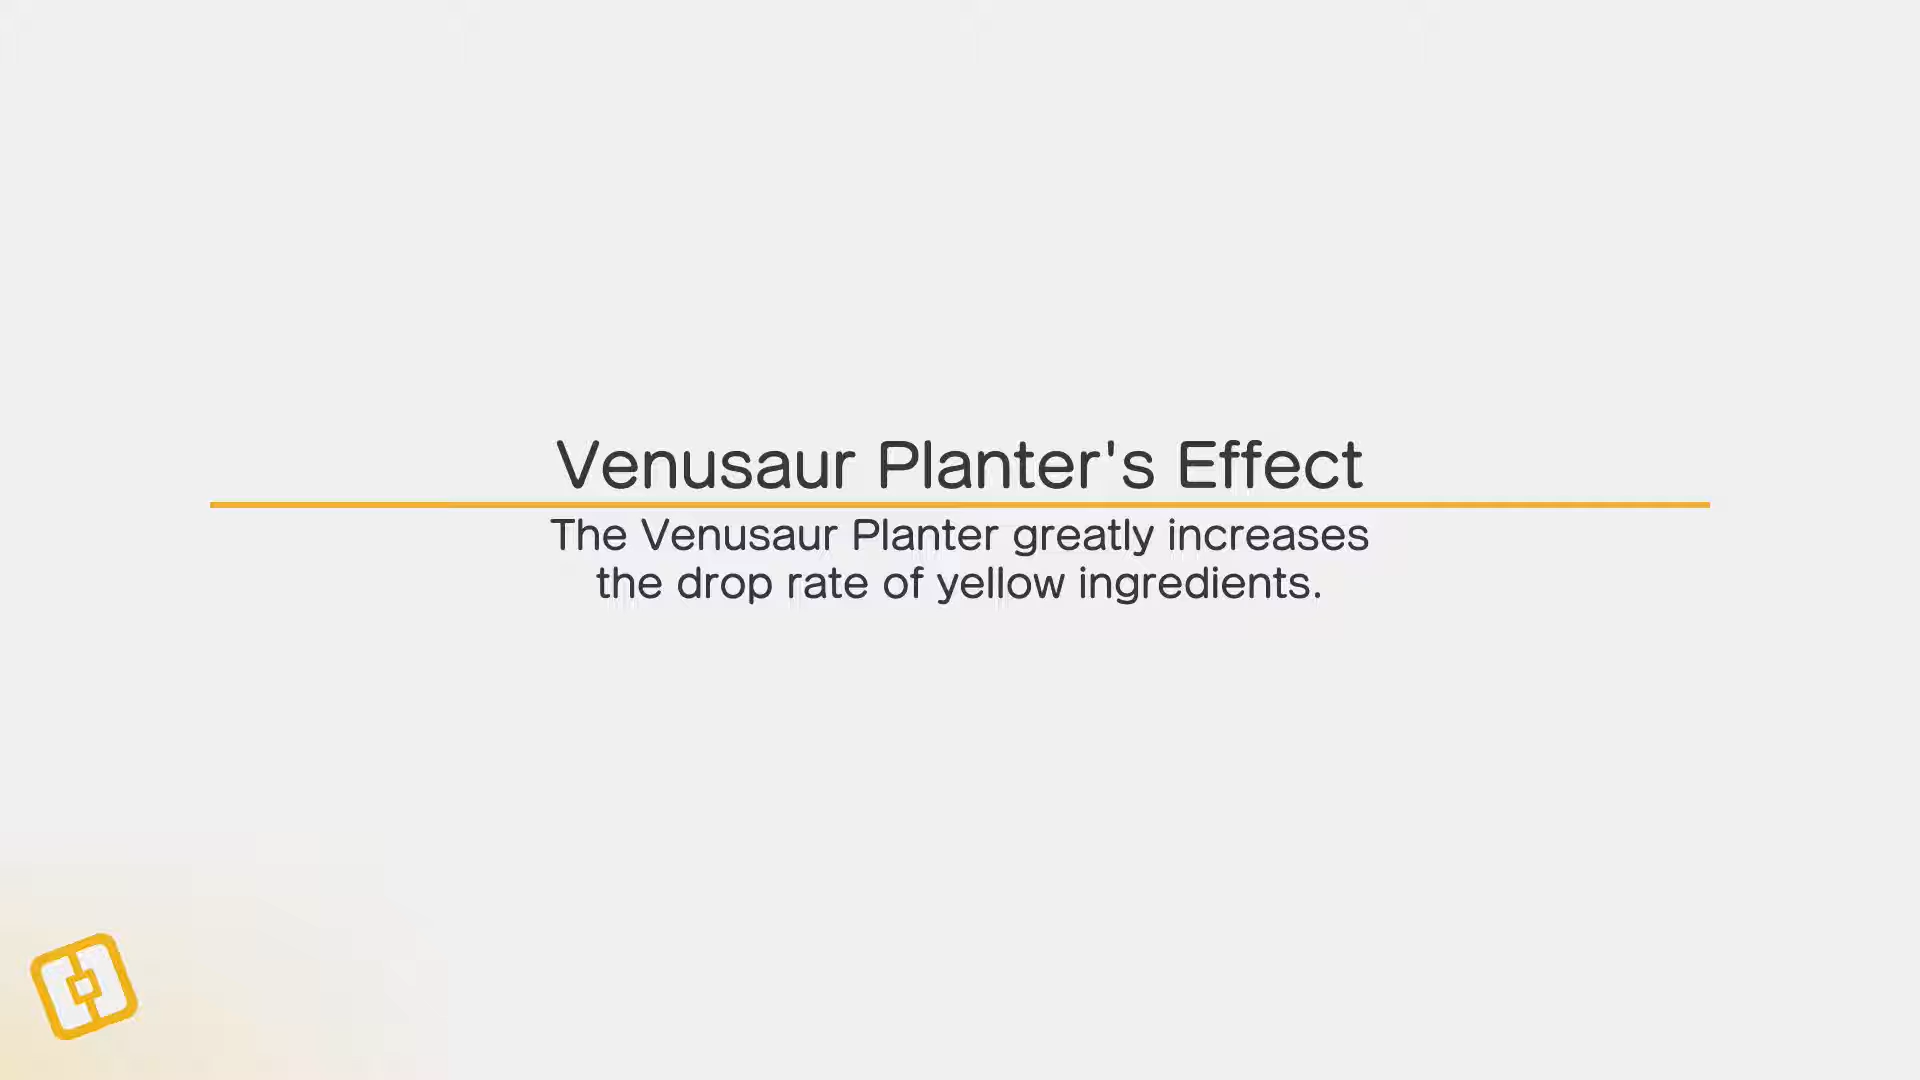 Venusaur Planter's Effect
The Venusaur Planter greatly increases
the drop rate of yellow ingredients.